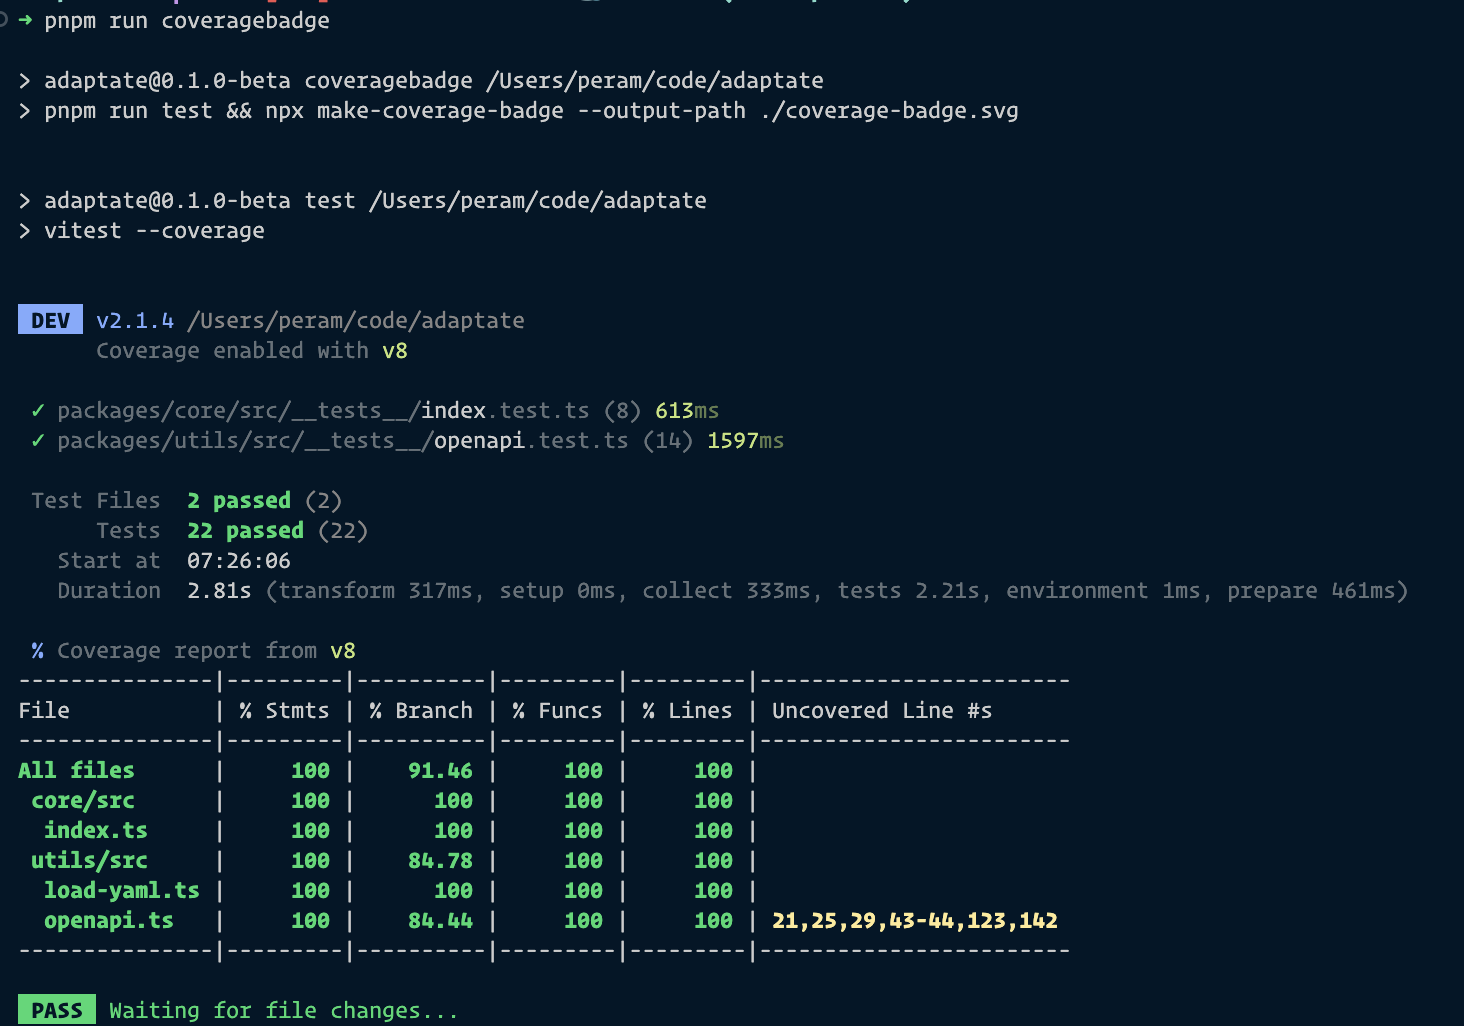 ➜ pnpm run coveragebadge
> adaptate@0.1.0-beta coveragebadge /Users/peram/code/adaptate
> pnpm run test && npx make-coverage-badge --output-path ./coverage-badge.svg
> adaptate@0.1.0-beta test /Users/peram/code/adaptate
> vitest --coverage
DEV v2.1.4 /Users/peram/code/adaptate
Coverage enabled with v8
✓ packages/core/src/__tests__/index.test.ts (8) 613ms
✓ packages/utils/src/__tests__/openapi.test.ts (14) 1597ms
Test Files 2 passed (2)
Tests 22 passed (22)
Start at 07:26:06
Duration 2.81s (transform 317ms, setup 0ms, collect 333ms, tests 2.21s, environment 1ms, prepare 461ms)
% Coverage report from v8
---------------|---------|----------|---------|---------|------------------------
File           | % Stmts | % Branch | % Funcs | % Lines | Uncovered Line #s
---------------|---------|----------|---------|---------|------------------------
All files      |     100 |    91.46 |     100 |     100 |
 core/src      |     100 |      100 |     100 |     100 |
  index.ts     |     100 |      100 |     100 |     100 |
 utils/src     |     100 |    84.78 |     100 |     100 |
  load-yaml.ts |     100 |      100 |     100 |     100 |
  openapi.ts   |     100 |    84.44 |     100 |     100 | 21,25,29,43-44,123,142
---------------|---------|----------|---------|---------|------------------------
PASS Waiting for file changes...